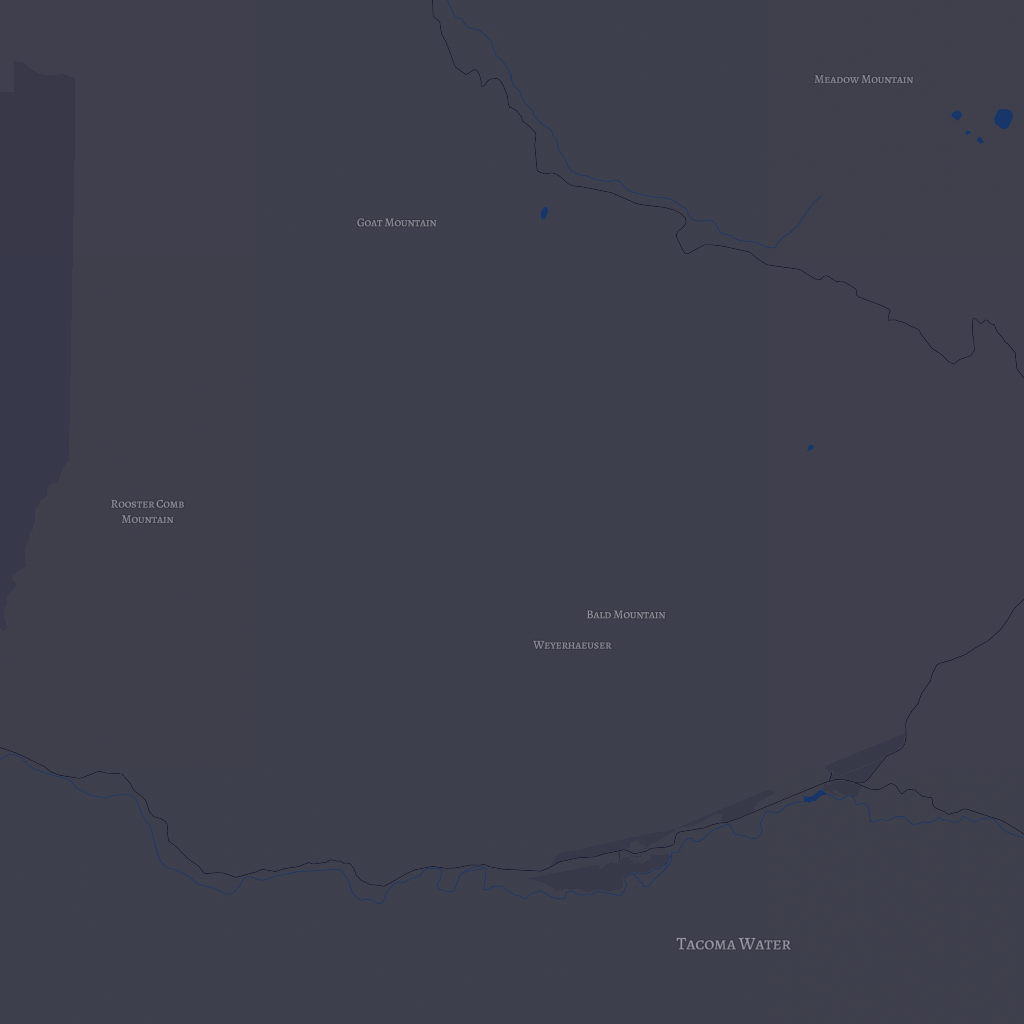 Meadow Mountain
Goat Mountain
Rooster Comb
Mountain
Bald Mountain
Weyerhaeuser
Tacoma Water